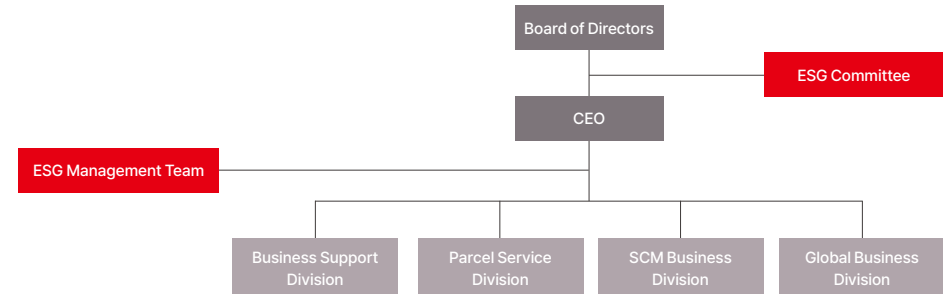 Board of Directors
ESG Committee
CEO
ESG Management Team
Business Support
Division
Parcel Service
Division
SCM Business
Division
Global Business
Division